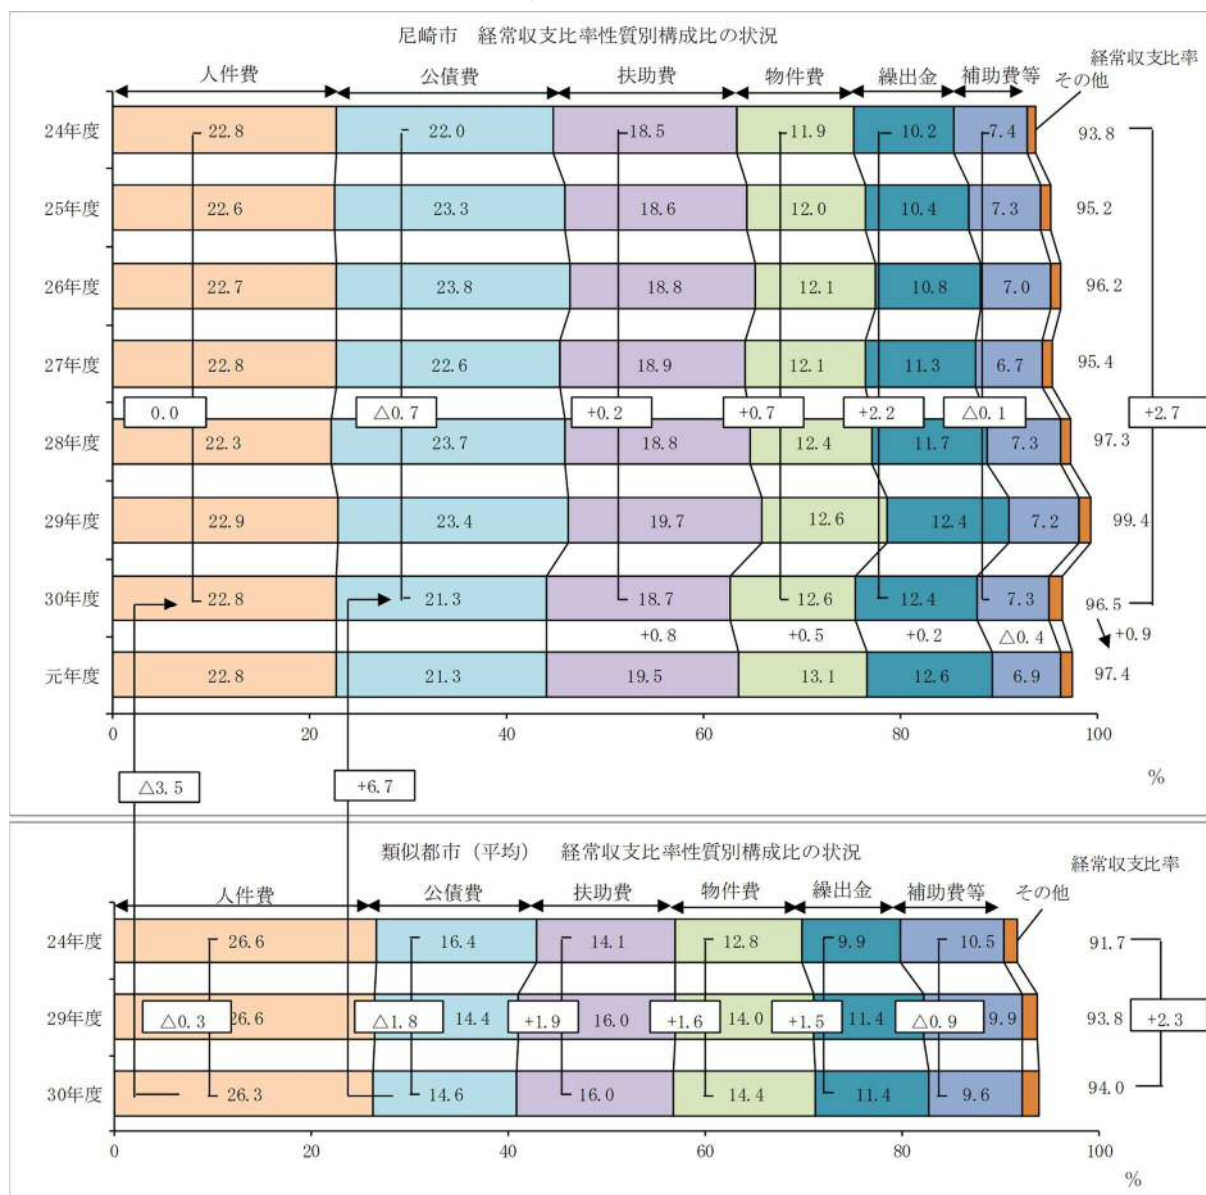 尼崎市　経常収支比率性質別構成比の状況
人件費 公債費 扶助費 物件費 繰出金 補助費等 その他 経常収支比率
24年度 22.8 22.0 18.5 11.9 10.2 7.4 93.8
25年度 22.6 23.3 18.6 12.0 10.4 7.3 95.2
26年度 22.7 23.8 18.8 12.1 10.8 7.0 96.2
27年度 22.8 22.6 18.9 12.1 11.3 6.7 95.4
0.0 △0.7 +0.2 +0.7 +2.2 △0.1 +2.7
28年度 22.3 23.7 18.8 12.4 11.7 7.3 97.3
29年度 22.9 23.4 19.7 12.6 12.4 7.2 99.4
30年度 22.8 21.3 18.7 12.6 12.4 7.3 96.5
+0.8 +0.5 +0.2 △0.4 +0.9
元年度 22.8 21.3 19.5 13.1 12.6 6.9 97.4
0 20 40 60 80 100
%
△3.5 +6.7
類似都市（平均）　経常収支比率性質別構成比の状況
人件費 公債費 扶助費 物件費 繰出金 補助費等 その他 経常収支比率
24年度 26.6 16.4 14.1 12.8 9.9 10.5 91.7
29年度 △0.3 26.6 △1.8 14.4 +1.9 16.0 +1.6 14.0 +1.5 11.4 △0.9 9.9 93.8 +2.3
30年度 26.3 14.6 16.0 14.4 11.4 9.6 94.0
0 20 40 60 80 100
%